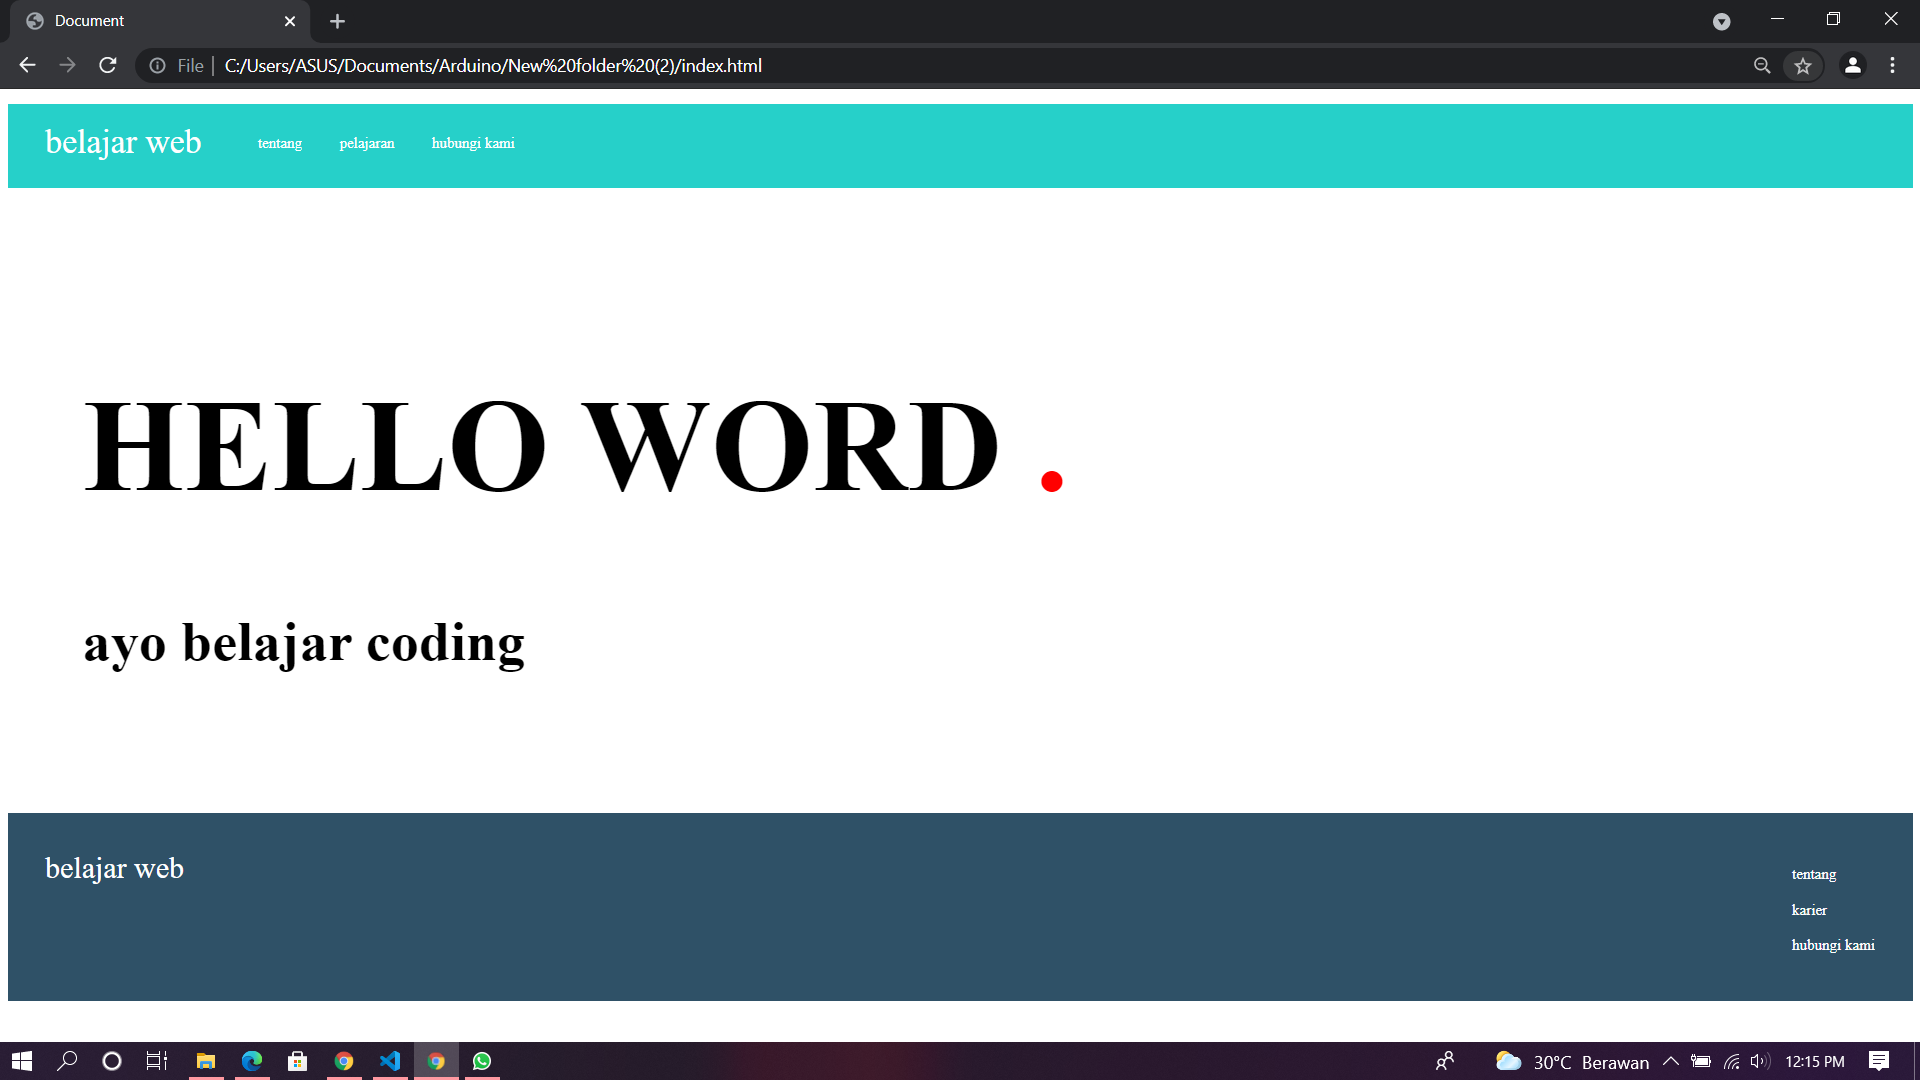 Document
File | C:/Users/ASUS/Documents/Arduino/New%20folder%20(2)/index.html
belajar web tentang pelajaran hubungi kami
HELLO WORD .
ayo belajar coding
belajar web
tentang
karier
hubungi kami
30°C Berawan 12:15 PM